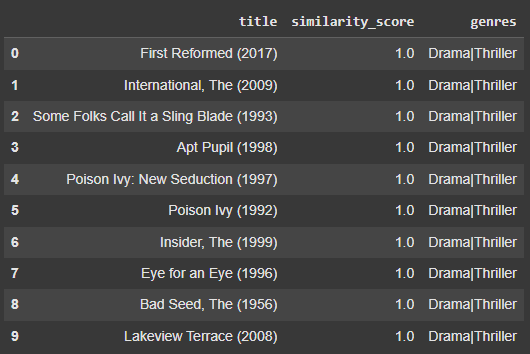 title similarity_score genres
0 First Reformed (2017) 1.0 Drama|Thriller
1 International, The (2009) 1.0 Drama|Thriller
2 Some Folks Call It a Sling Blade (1993) 1.0 Drama|Thriller
3 Apt Pupil (1998) 1.0 Drama|Thriller
4 Poison Ivy: New Seduction (1997) 1.0 Drama|Thriller
5 Poison Ivy (1992) 1.0 Drama|Thriller
6 Insider, The (1999) 1.0 Drama|Thriller
7 Eye for an Eye (1996) 1.0 Drama|Thriller
8 Bad Seed, The (1956) 1.0 Drama|Thriller
9 Lakeview Terrace (2008) 1.0 Drama|Thriller